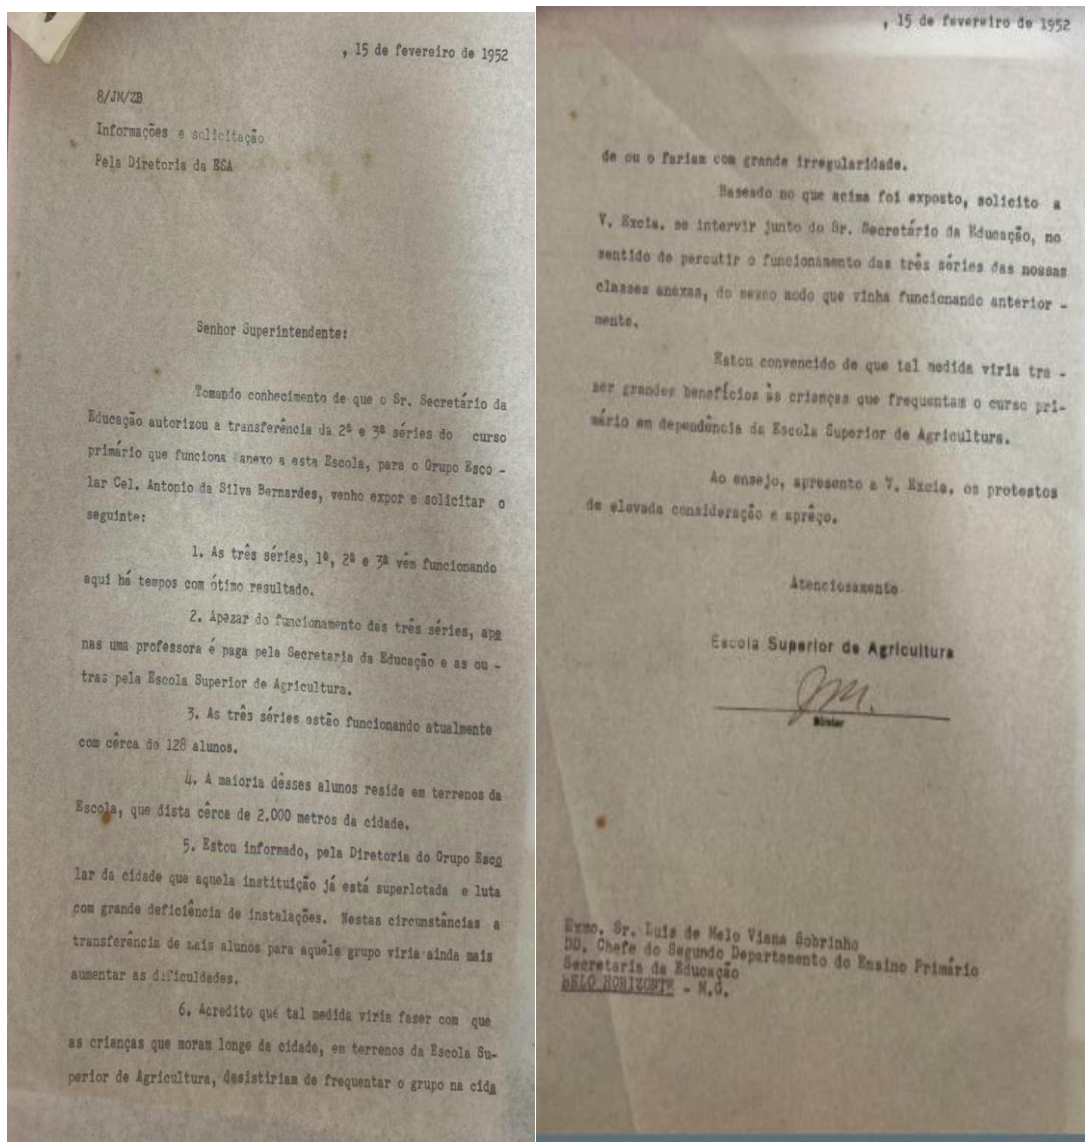 , 15 de fevereiro de 1952
8/JM/ZB
Informações e solicitação
Pela Diretoria da ESA
Senhor Superintendente:
Tomando conhecimento de que o Sr. Secretário da
Educação autorizou a transferência da 2ª e 3ª séries do curso
primário que funciona anexo a esta Escola, para o Grupo Esco -
lar Cel. Antonio da Silva Bernardes, venho expor e solicitar o
seguinte:
1. As três séries, 1ª, 2ª e 3ª vêm funcionando
aqui há tempos com ótimo resultado.
2. Apezar do funcionamento das três séries, ape
nas uma professora é paga pela Secretaria da Educação e as ou -
tras pela Escola Superior de Agricultura.
3. As três séries estão funcionando atualmente
com cêrca de 128 alunos.
4. A maioria dêsses alunos reside em terrenos da
Escola, que dista cêrca de 2.000 metros da cidade.
5. Estou informado, pela Diretoria do Grupo Esco
lar da cidade que aquela instituição já está superlotada e luta
com grande deficiência de instalações. Nestas circunstâncias a
transferência de mais alunos para aquêle grupo viria ainda mais
aumentar as dificuldades.
6. Acredito que tal medida viria fazer com que
as crianças que moram longe da cidade, em terrenos da Escola Su-
perior de Agricultura, desistiriam de frequentar o grupo na cida
, 15 de fevereiro de 1952
de ou o fariam com grande irregularidade.
Baseado no que acima foi exposto, solicito a
V. Excia. se intervir junto do Sr. Secretário da Educação, no
sentido de percutir o funcionamento das três séries das nossas
classes anexas, do mesmo modo que vinha funcionando anterior -
mente.
Estou convencido de que tal medida viria tra -
ser grandes benefícios às crianças que frequentam o curso pri-
mário em dependência da Escola Superior de Agricultura.
Ao ensejo, apresento a V. Excia. os protestos
de elevada consideração e aprêço.
Atenciosamente
Escola Superior de Agricultura
Diretor
Exmo. Sr. Luis de Melo Viana Sobrinho
DD. Chefe do Segundo Departamento do Ensino Primário
Secretaria da Educação
BELO HORIZONTE - M.G.